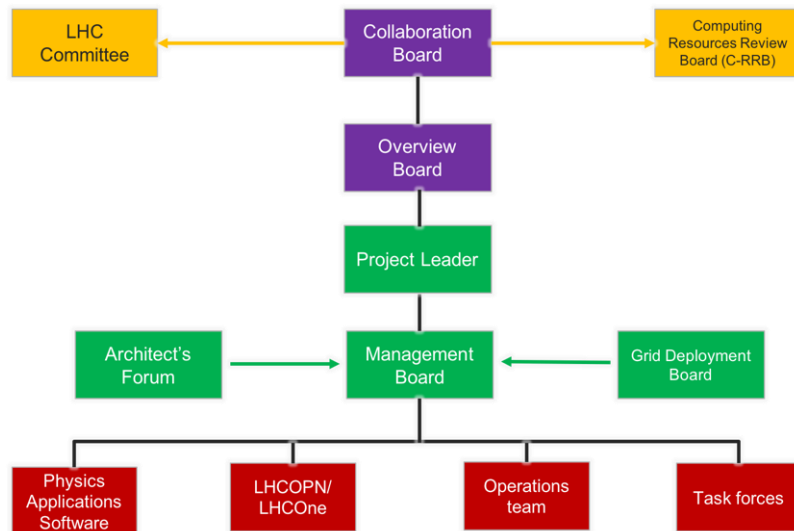 LHC
Committee
Collaboration
Board
Computing
Resources Review
Board (C-RRB)
Overview
Board
Project Leader
Architect's
Forum
Management
Board
Grid Deployment
Board
Physics
Applications
Software
LHCOPN/
LHCOne
Operations
team
Task forces